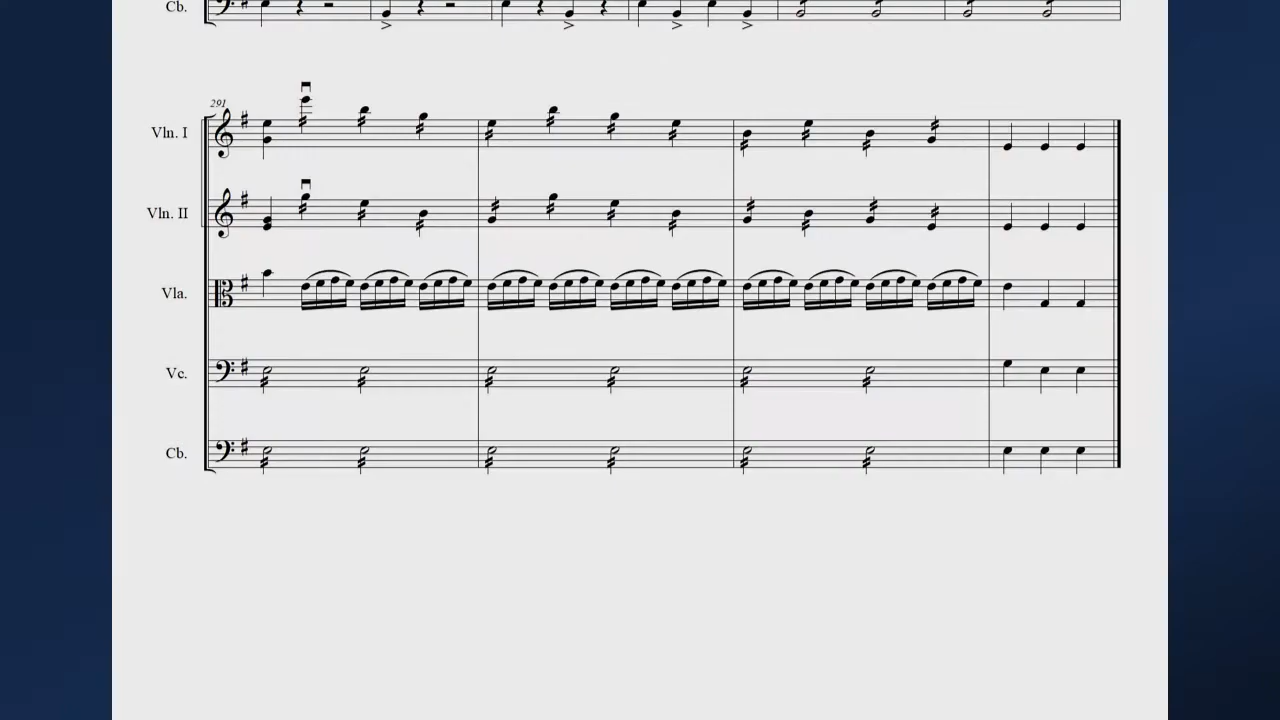 Cb.
291
Vln. I
Vln. II
Vla.
Vc.
Cb.